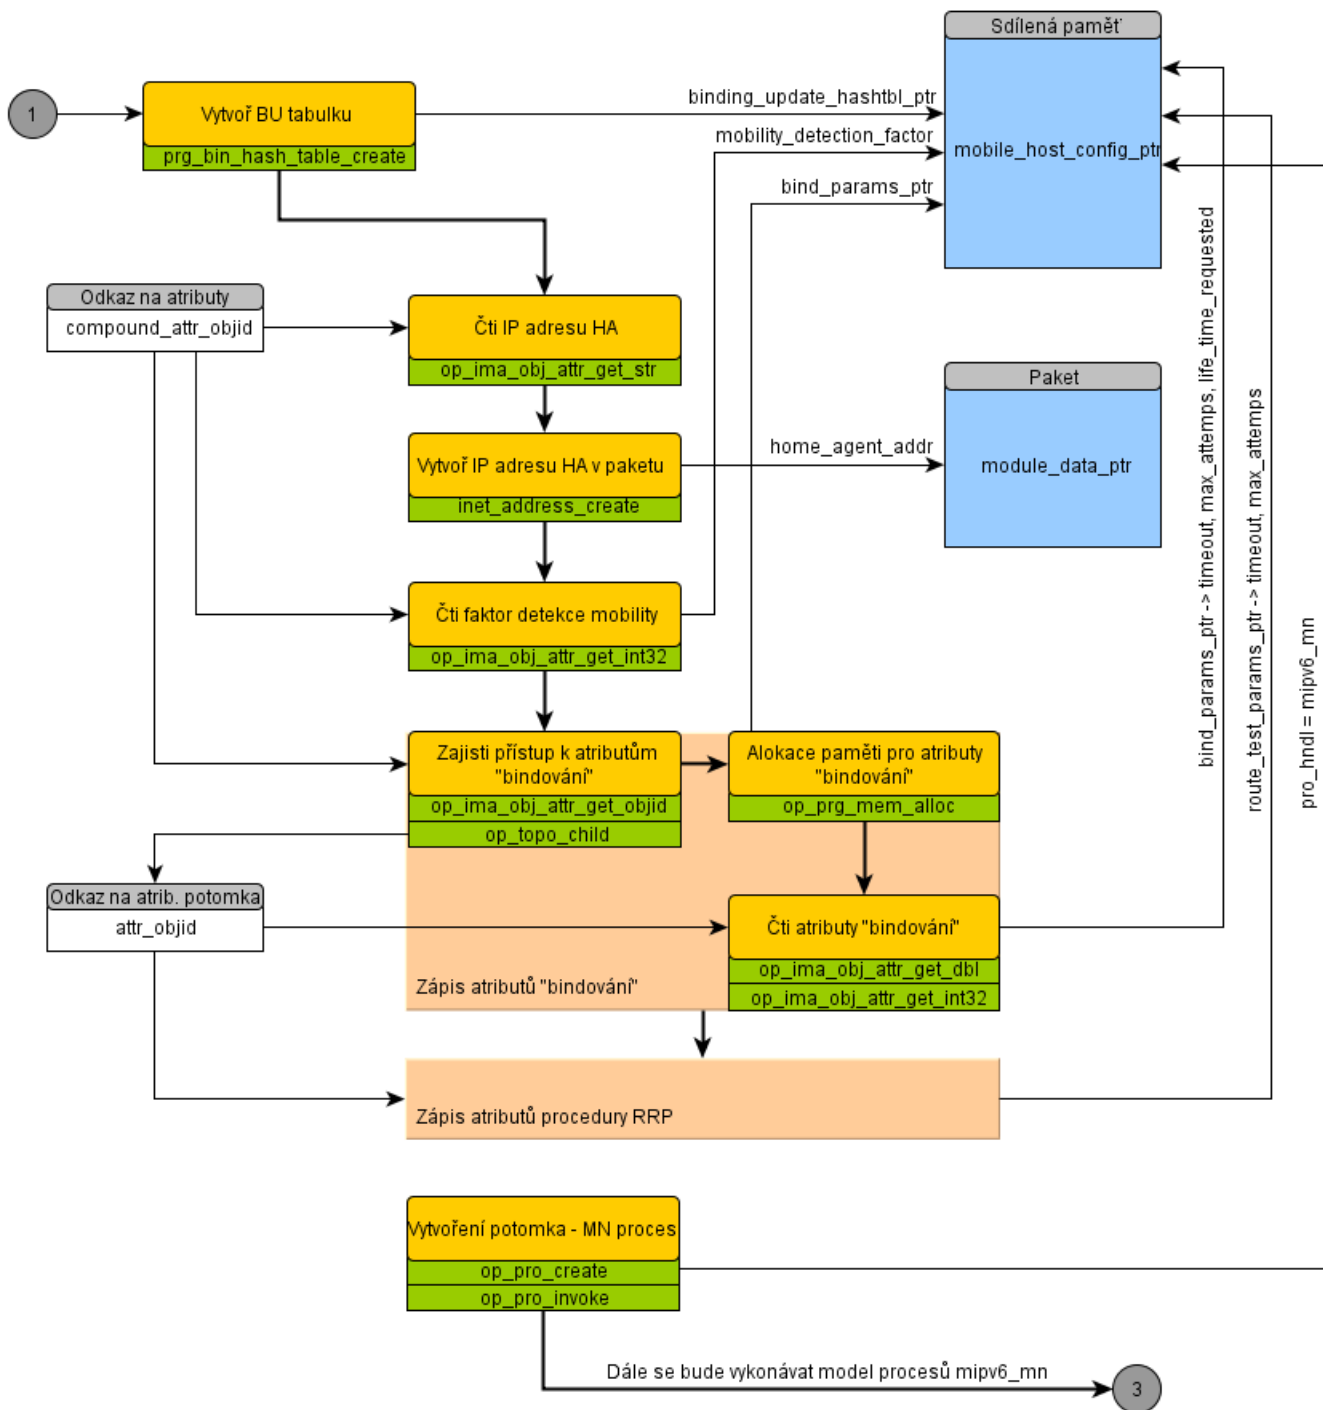 Sdílená paměť
mobile_host_config_ptr
1
Vytvoř BU tabulku
prg_bin_hash_table_create
binding_update_hashtbl_ptr
mobility_detection_factor
bind_params_ptr
Odkaz na atributy
compound_attr_objid
Čti IP adresu HA
op_ima_obj_attr_get_str
Paket
module_data_ptr
Vytvoř IP adresu HA v paketu
inet_address_create
home_agent_addr
Čti faktor detekce mobility
op_ima_obj_attr_get_int32
bind_params_ptr -> timeout, max_attemps, life_time_requested
route_test_params_ptr -> timeout, max_attemps
pro_hndl = mipv6_mn
Zajisti přístup k atributům
"bindování"
op_ima_obj_attr_get_objid
op_topo_child
Alokace paměti pro atributy
"bindování"
op_prg_mem_alloc
Odkaz na atrib. potomka
attr_objid
Čti atributy "bindování"
op_ima_obj_attr_get_dbl
op_ima_obj_attr_get_int32
Zápis atributů "bindování"
Zápis atributů procedury RRP
Vytvoření potomka - MN proces
op_pro_create
op_pro_invoke
Dále se bude vykonávat model procesů mipv6_mn
3